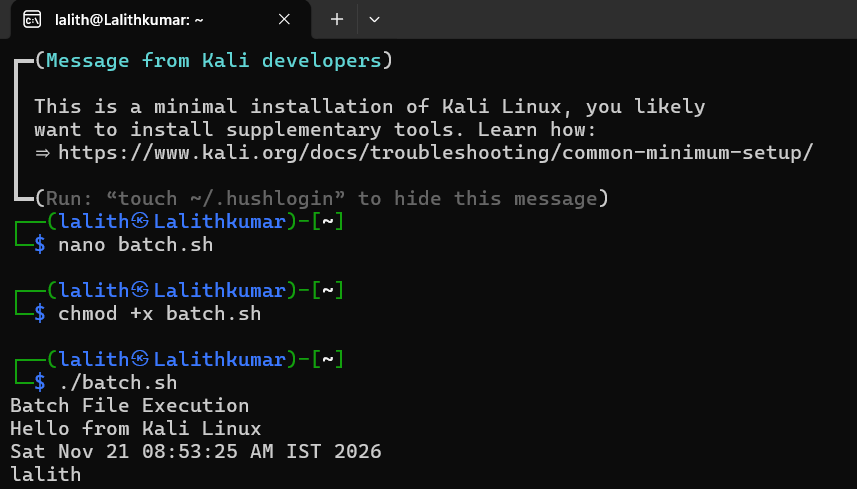 lalith@Lalithkumar: ~
(Message from Kali developers)
This is a minimal installation of Kali Linux, you likely
want to install supplementary tools. Learn how:
⇒ https://www.kali.org/docs/troubleshooting/common-minimum-setup/
(Run: “touch ~/.hushlogin” to hide this message)
┌──(lalith㉿Lalithkumar)-[~]
└─$ nano batch.sh
┌──(lalith㉿Lalithkumar)-[~]
└─$ chmod +x batch.sh
┌──(lalith㉿Lalithkumar)-[~]
└─$ ./batch.sh
Batch File Execution
Hello from Kali Linux
Sat Nov 21 08:53:25 AM IST 2026
lalith